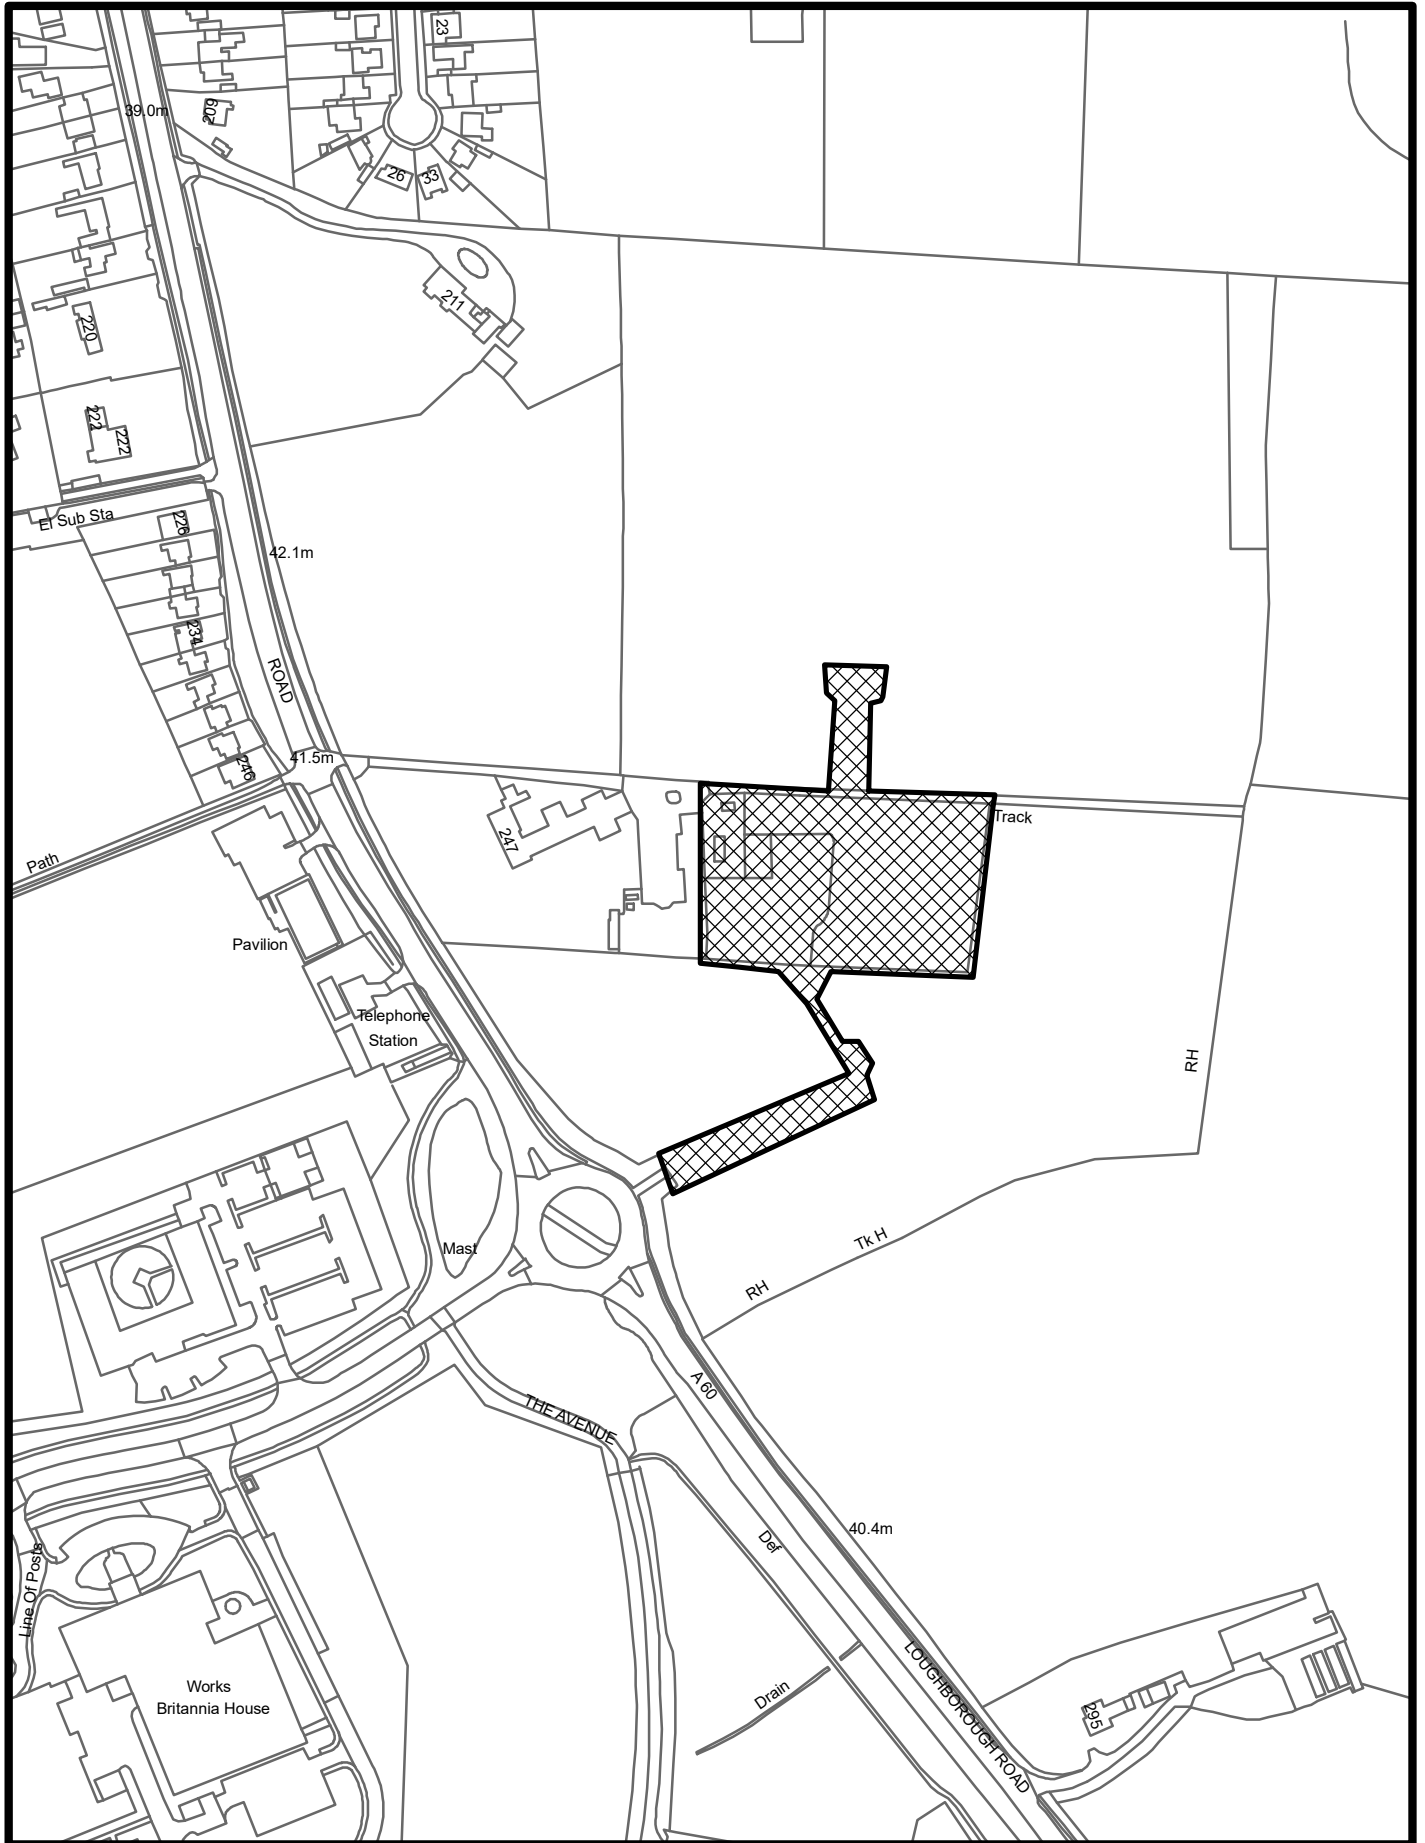 23
39.0m
209
26
33
211
220
222
222
El Sub Sta
226
42.1m
234
ROAD
41.5m
246
Track
247
Path
Pavilion
Telephone
Station
RH
Tk H
Mast
RH
A 60
THE AVENUE
40.4m
Def
Line Of Posts
LOUGHBOROUGH ROAD
Works
Britannia House
Drain
295